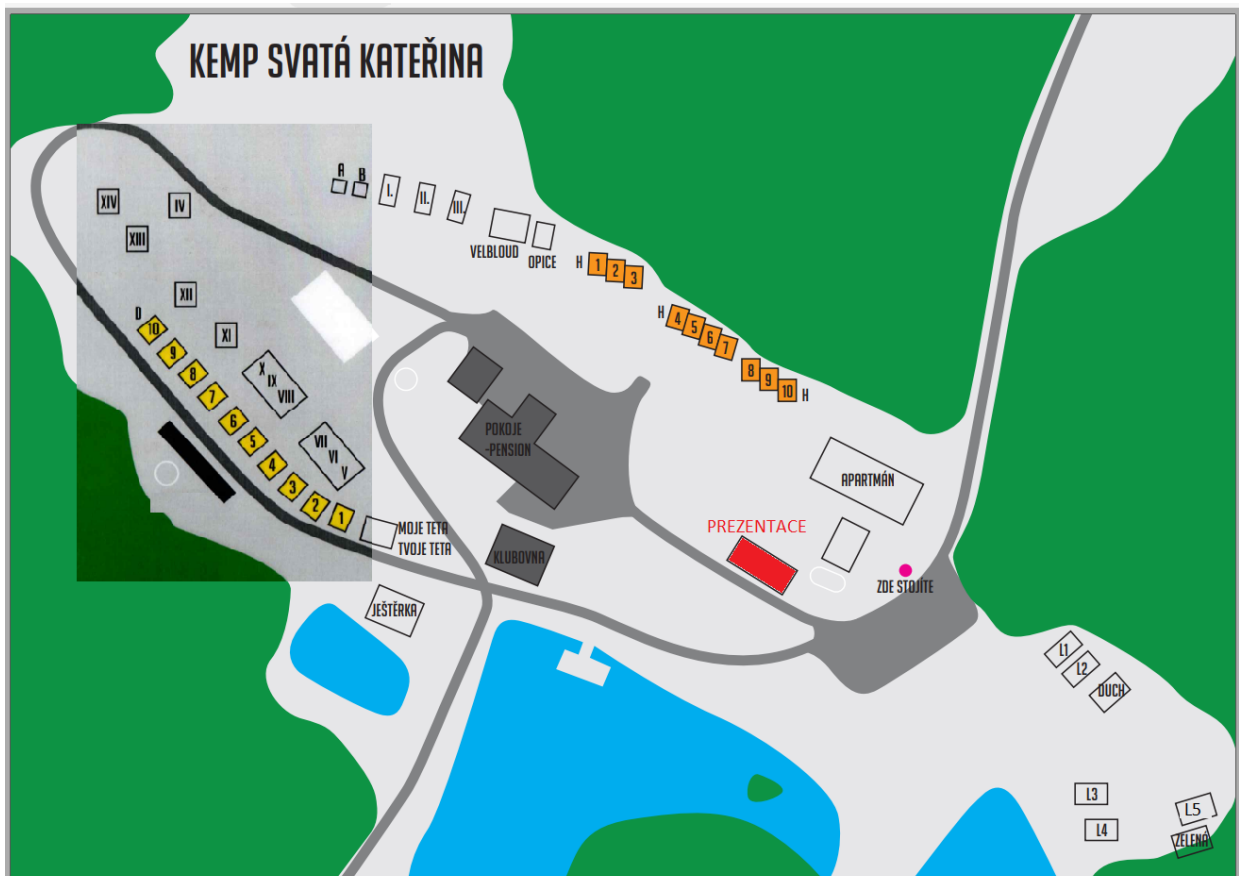 KEMP SVATÁ KATEŘINA
A
B
I.
II.
III.
VELBLOUD
OPICE
XIV
IV
XIII
XII
XI
X
IX
VIII
VII
VI
V
H
1
2
3
H
4
5
6
7
8
9
10
H
D
10
9
8
7
6
5
4
3
2
1
POKOJE
-PENSION
APARTMÁN
PREZENTACE
MOJE TETA
TVOJE TETA
KLUBOVNA
ZDE STOJÍTE
JEŠTĚRKA
L1
L2
DUCH
L3
L4
L5
ZELENÁ